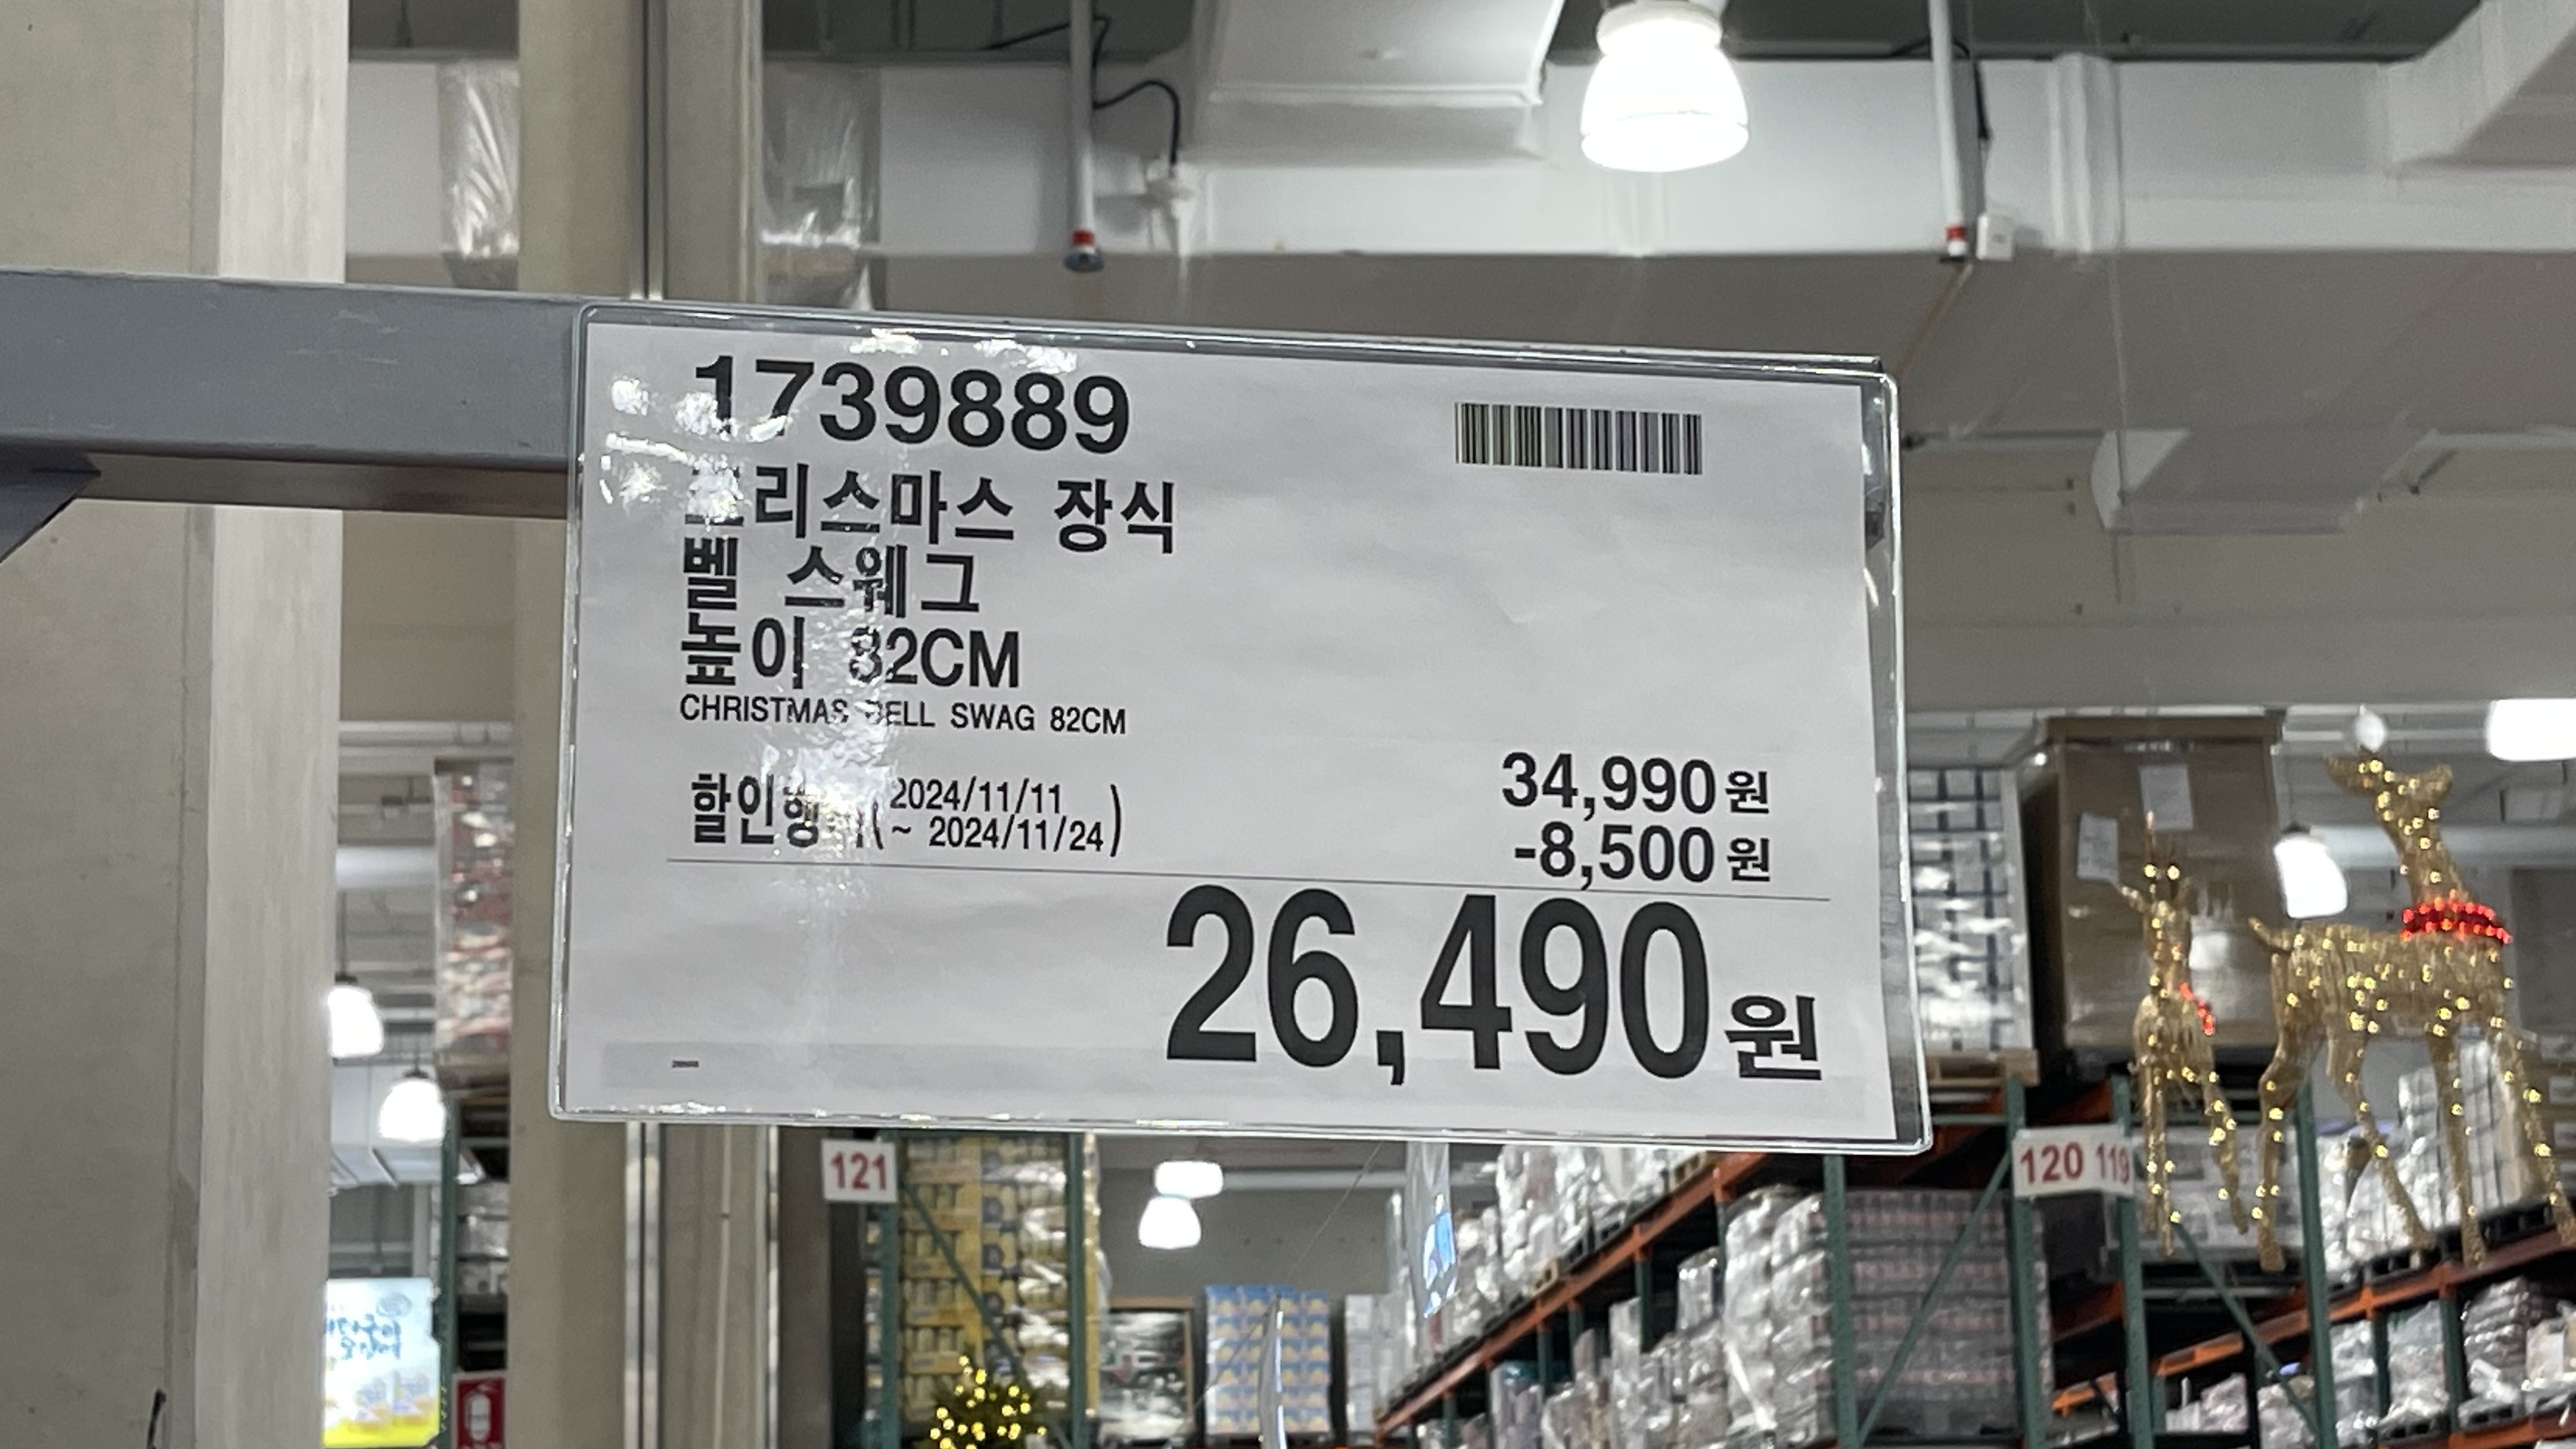 1739889
크리스마스 장식
벨 스웨그
높이 82CM
CHRISTMAS BELL SWAG 82CM
34,990원
할인행사 ( 2024/11/11 ~ 2024/11/24 )
-8,500원
26,490원
121
120 119